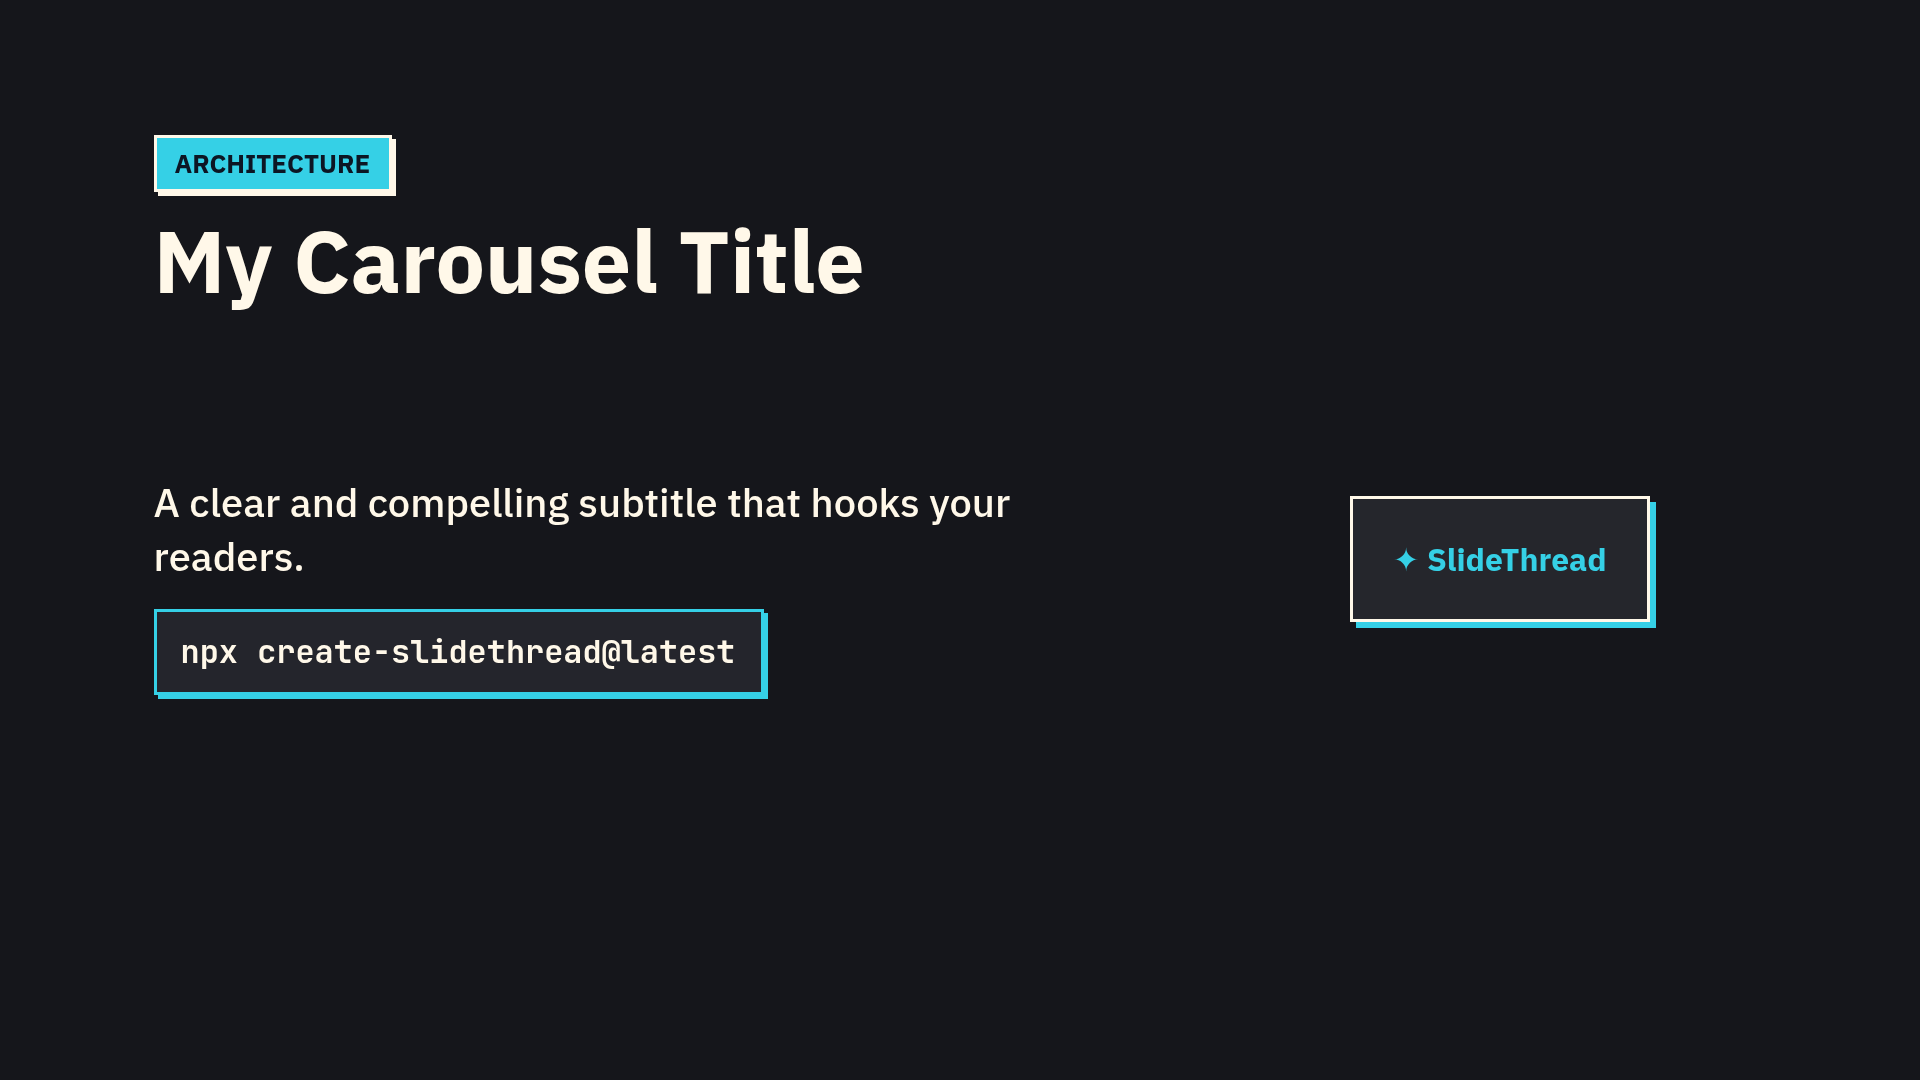 ARCHITECTURE
My Carousel Title
A clear and compelling subtitle that hooks your
readers.
npx create-slidethread@latest
✦ SlideThread